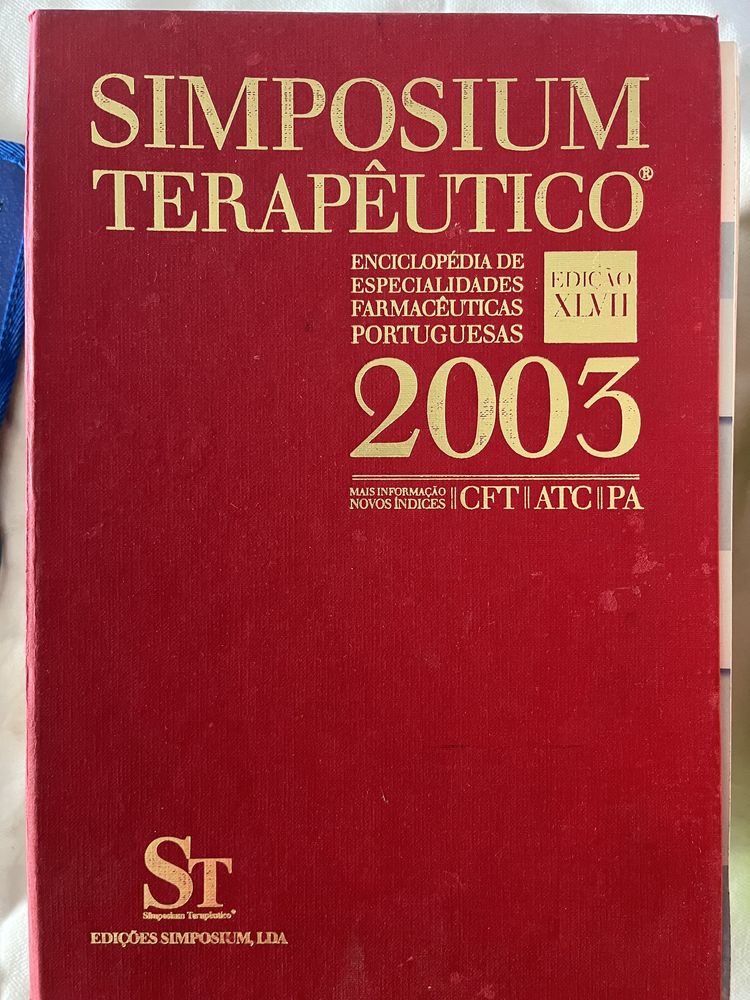 SIMPOSIUM
TERAPÊUTICO®
ENCICLOPÉDIA DE
ESPECIALIDADES
FARMACÊUTICAS
PORTUGUESAS
EDIÇÃO
XLVII
2003
MAIS INFORMAÇÃO
NOVOS ÍNDICES
CFT ATC PA
ST
Simposium Terapêutico®
EDIÇÕES SIMPOSIUM, LDA